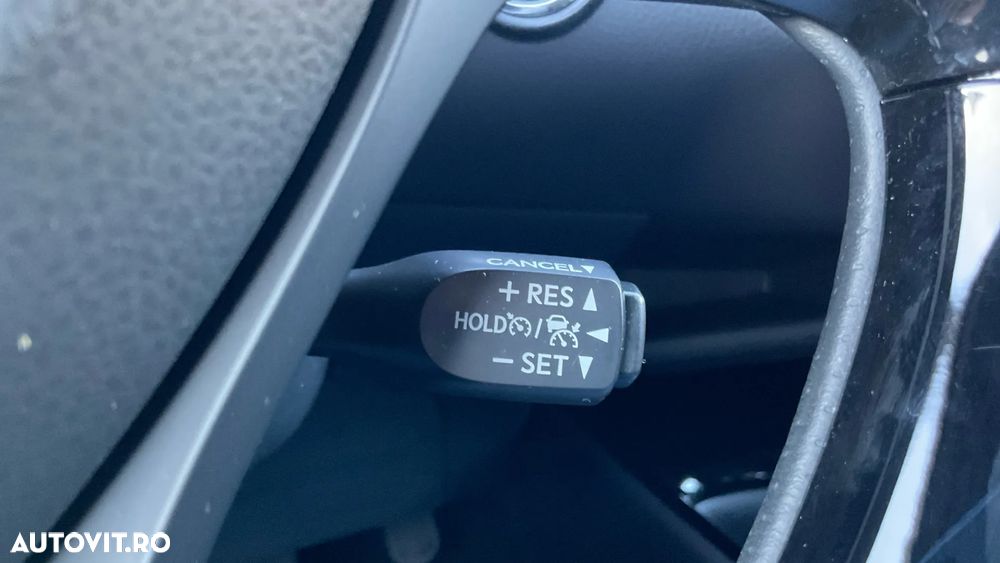 CANCEL▼
+ RES ▲
HOLD / ◄
− SET ▼
AUTOVIT.RO